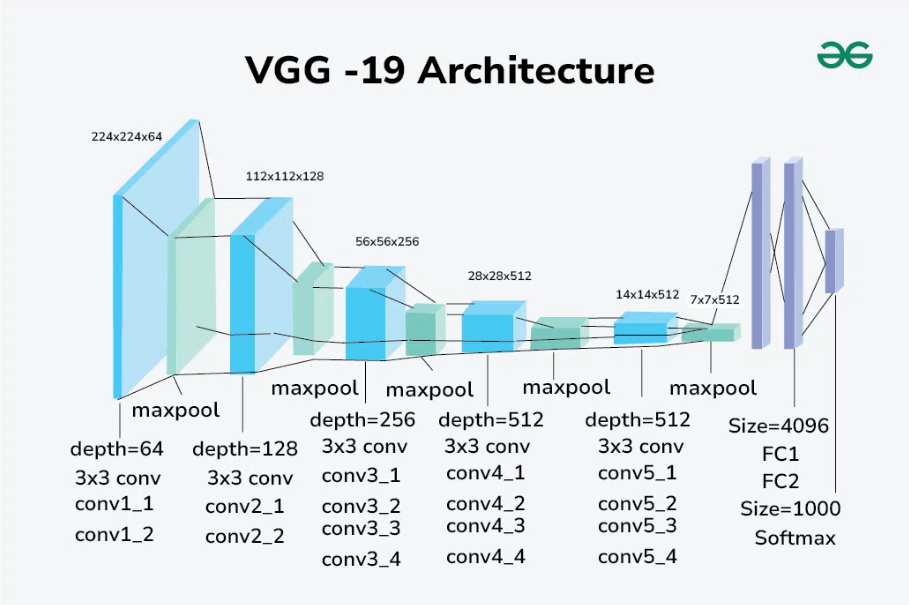 VGG -19 Architecture
224x224x64
112x112x128
56x56x256
28x28x512
14x14x512
7x7x512
maxpool
maxpool
maxpool
maxpool
maxpool
depth=64
3x3 conv
conv1_1
conv1_2
depth=128
3x3 conv
conv2_1
conv2_2
depth=256
3x3 conv
conv3_1
conv3_2
conv3_3
conv3_4
depth=512
3x3 conv
conv4_1
conv4_2
conv4_3
conv4_4
depth=512
3x3 conv
conv5_1
conv5_2
conv5_3
conv5_4
Size=4096
FC1
FC2
Size=1000
Softmax